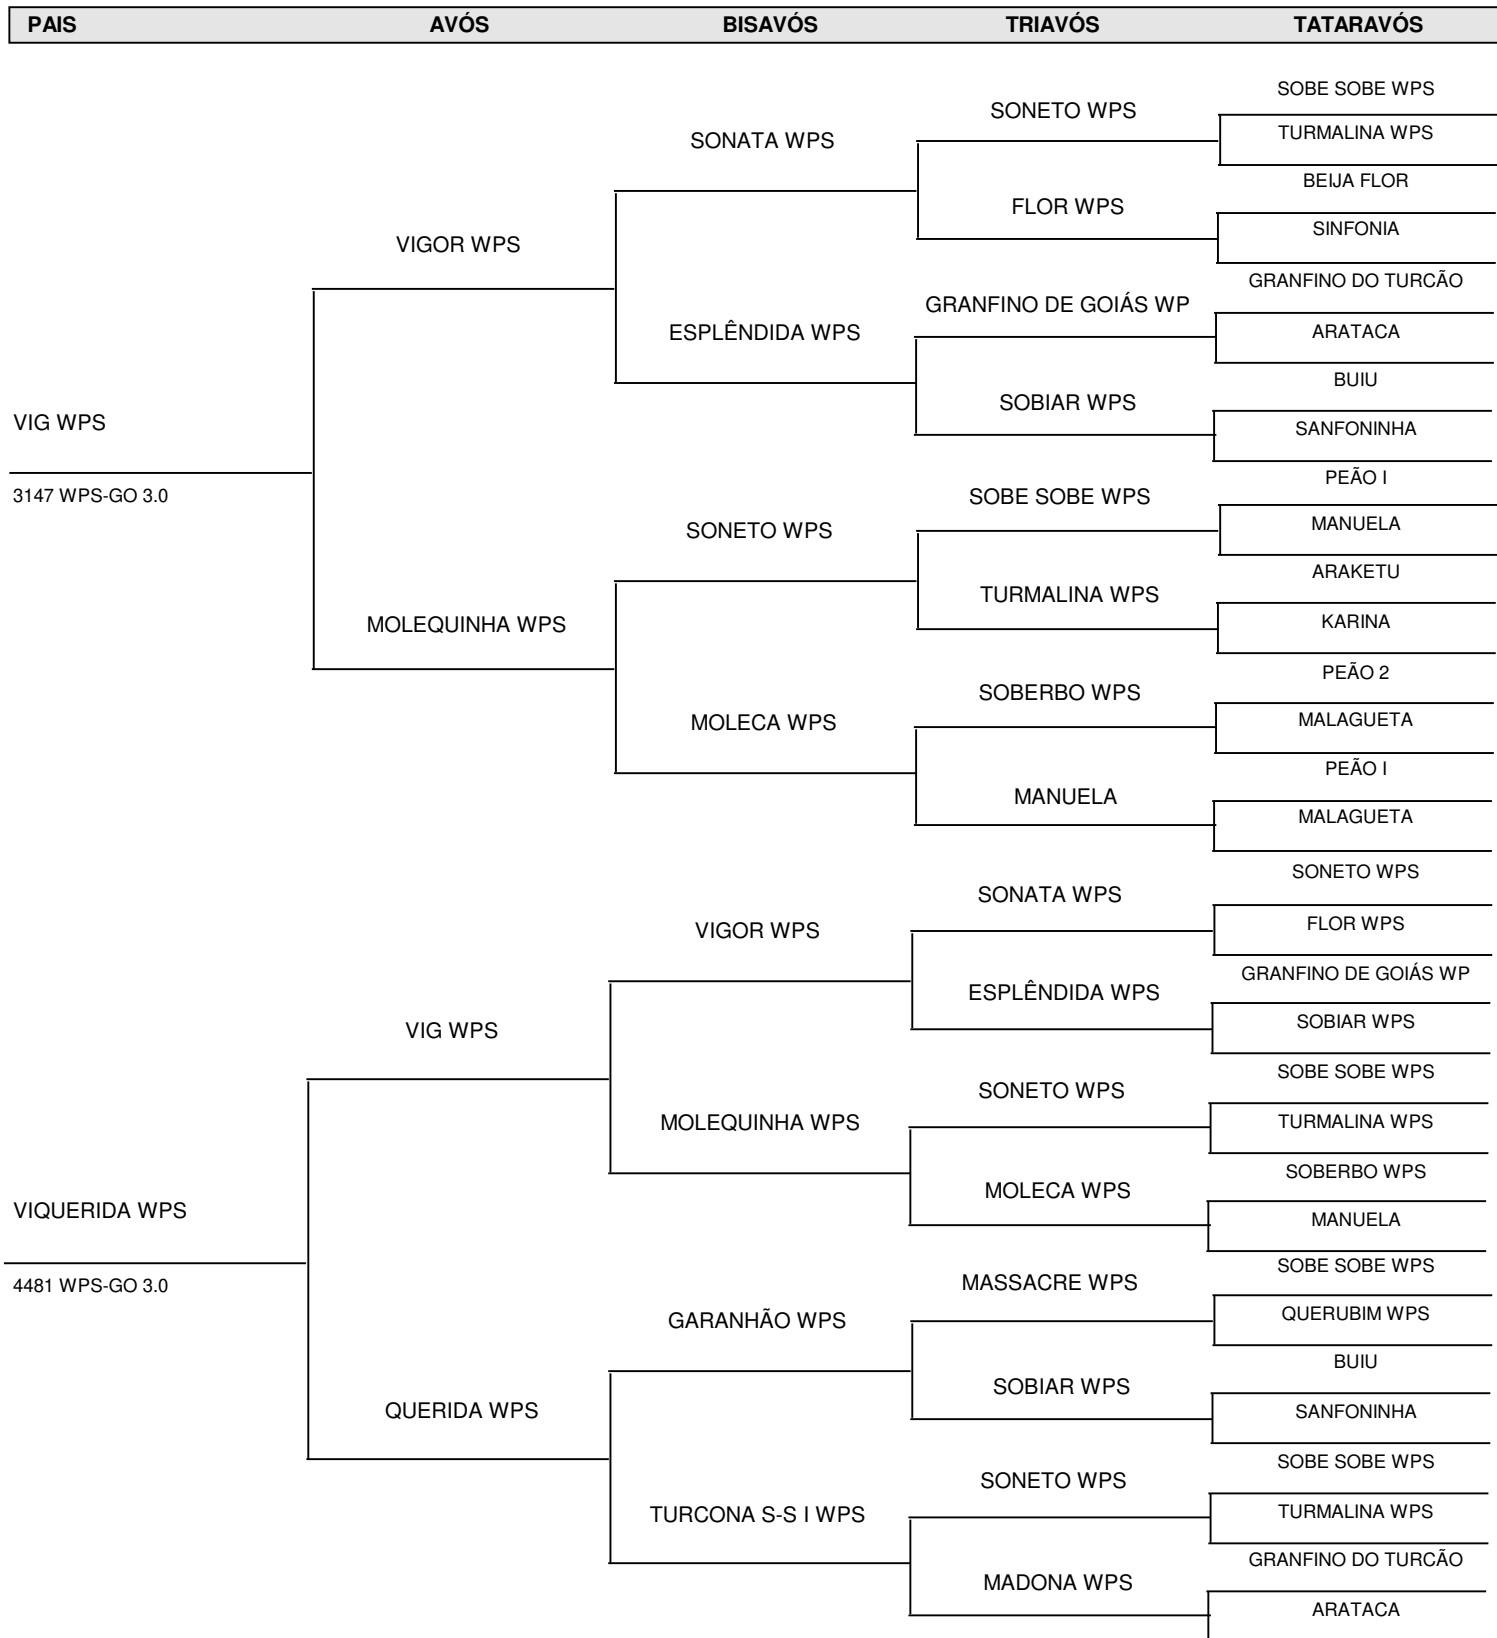 PAIS AVÓS BISAVÓS TRIAVÓS TATARAVÓS
SOBE SOBE WPS
SONETO WPS
TURMALINA WPS
SONATA WPS
BEIJA FLOR
FLOR WPS
SINFONIA
VIGOR WPS
GRANFINO DO TURCÃO
GRANFINO DE GOIÁS WP
ARATACA
ESPLÊNDIDA WPS
BUIU
SOBIAR WPS
SANFONINHA
VIG WPS
PEÃO I
3147 WPS-GO 3.0
SOBE SOBE WPS
MANUELA
SONETO WPS
ARAKETU
TURMALINA WPS
KARINA
MOLEQUINHA WPS
PEÃO 2
SOBERBO WPS
MALAGUETA
MOLECA WPS
PEÃO I
MANUELA
MALAGUETA
SONETO WPS
SONATA WPS
FLOR WPS
VIGOR WPS
GRANFINO DE GOIÁS WP
ESPLÊNDIDA WPS
SOBIAR WPS
VIG WPS
SOBE SOBE WPS
SONETO WPS
TURMALINA WPS
MOLEQUINHA WPS
SOBERBO WPS
MOLECA WPS
MANUELA
VIQUERIDA WPS
SOBE SOBE WPS
4481 WPS-GO 3.0
MASSACRE WPS
QUERUBIM WPS
GARANHÃO WPS
BUIU
SOBIAR WPS
SANFONINHA
QUERIDA WPS
SOBE SOBE WPS
SONETO WPS
TURMALINA WPS
TURCONA S-S I WPS
GRANFINO DO TURCÃO
MADONA WPS
ARATACA